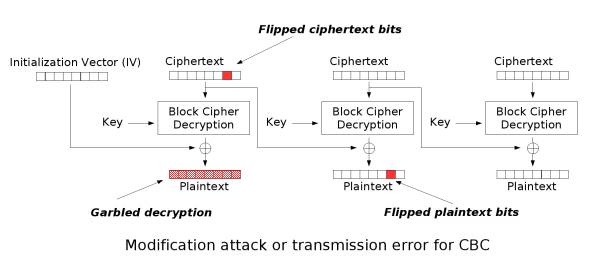 Flipped ciphertext bits
Initialization Vector (IV)
Ciphertext
Ciphertext
Ciphertext
Key
Block Cipher
Decryption
Key
Block Cipher
Decryption
Key
Block Cipher
Decryption
Plaintext
Plaintext
Plaintext
Garbled decryption
Flipped plaintext bits
Modification attack or transmission error for CBC